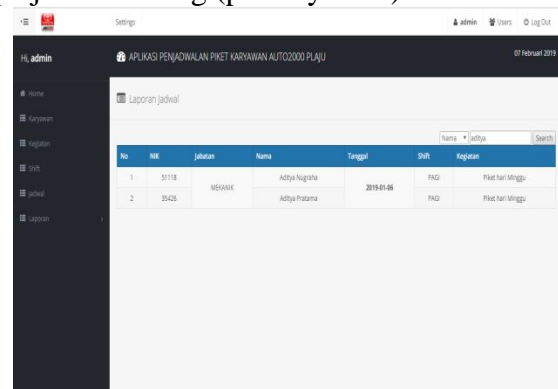 Settings
admin
Users
Log Out
Hi, admin
APLIKASI PENJADWALAN PIKET KARYAWAN AUTO2000 PLAJU
07 Februari 2019
Home
Karyawan
Kegiatan
Shift
Jadwal
Laporan
Laporan Jadwal
Nama aditya Search
No NIK Jabatan Nama Tanggal Shift Kegiatan
1 51118 MEKANIK Aditya Nugraha 2019-01-06 PAGI Piket hari Minggu
2 35426 Aditya Pratama PAGI Piket hari Minggu